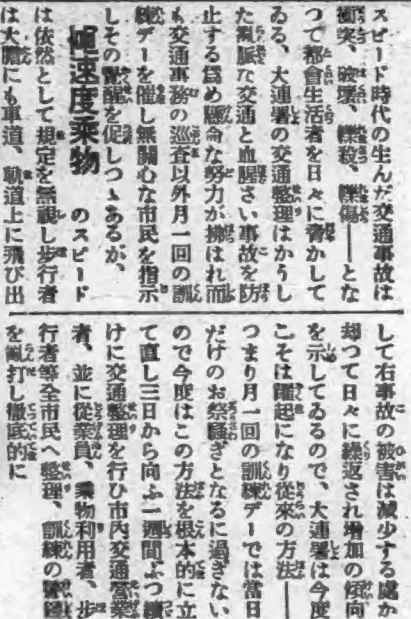 スピード時代の生んだ交通事故は
衝突、破壞、轢殺、轢傷――とな
つて都會生活者を日々に脅かして
ゐる、大連署の交通整理はかうし
た亂脈な交通と血腥さい事故を防
止する爲め懸命な努力が拂はれ而
も交通事務の巡査以外月一回の訓
練デーを催し無關心な市民を指示
しその覺醒を促しつゝあるが、
高速度乘物 のスピード
は依然として規定を無視し歩行者
は大膽にも車道、軌道上に飛び出
して右事故の被害は減少する處か
却つて日々に繰返され増加の傾向
を示してゐるので、大連署は今度
こそは躍起になり從來の方法――
つまり月一回の訓練デーでは當日
だけのお祭騷ぎとなるに過ぎない
ので今度はこの方法を根本的に立
て直し三日から向ふ一週間ぶつ續
けに交通整理を行ひ市内交通營業
者、並に從業員、乘物利用者、歩
行者等全市民へ整理、訓練の警鐘
を亂打し徹底的に